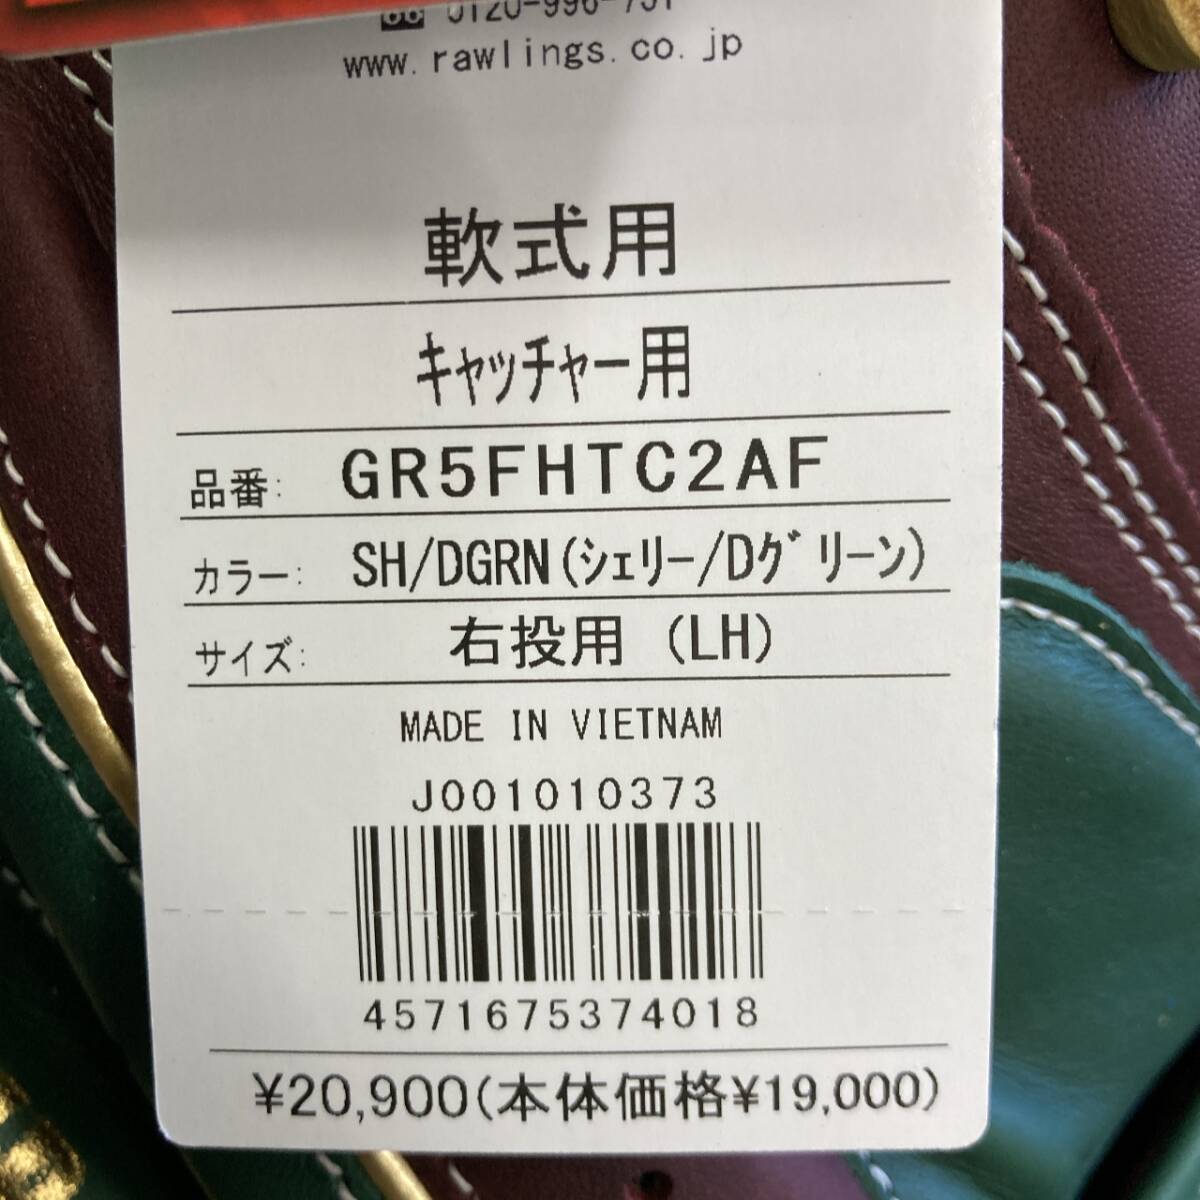 www.rawlings.co.jp
軟式用
キャッチャー用
品番: GR5FHTC2AF
カラー: SH/DGRN(シェリー/Dグリーン)
サイズ: 右投用 (LH)
MADE IN VIETNAM
J001010373
4571675374018
¥20,900(本体価格¥19,000)